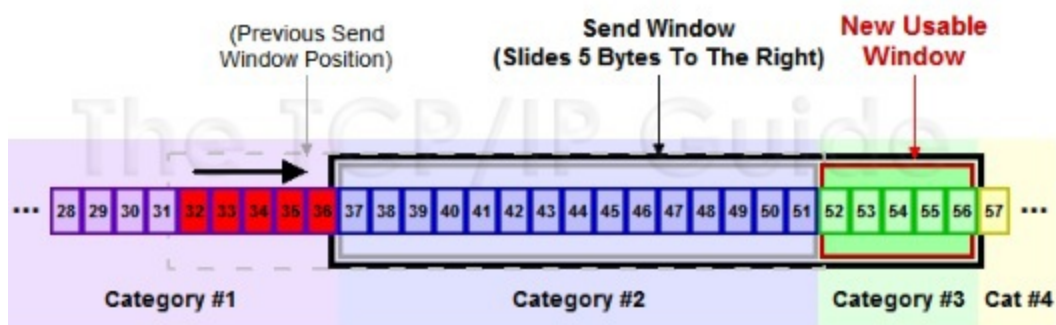 (Previous Send
Window Position)
Send Window
(Slides 5 Bytes To The Right)
New Usable
Window
The TCP/IP Guide
... 28 29 30 31 32 33 34 35 36 37 38 39 40 41 42 43 44 45 46 47 48 49 50 51 52 53 54 55 56 57 ...
Category #1 Category #2 Category #3 Cat #4